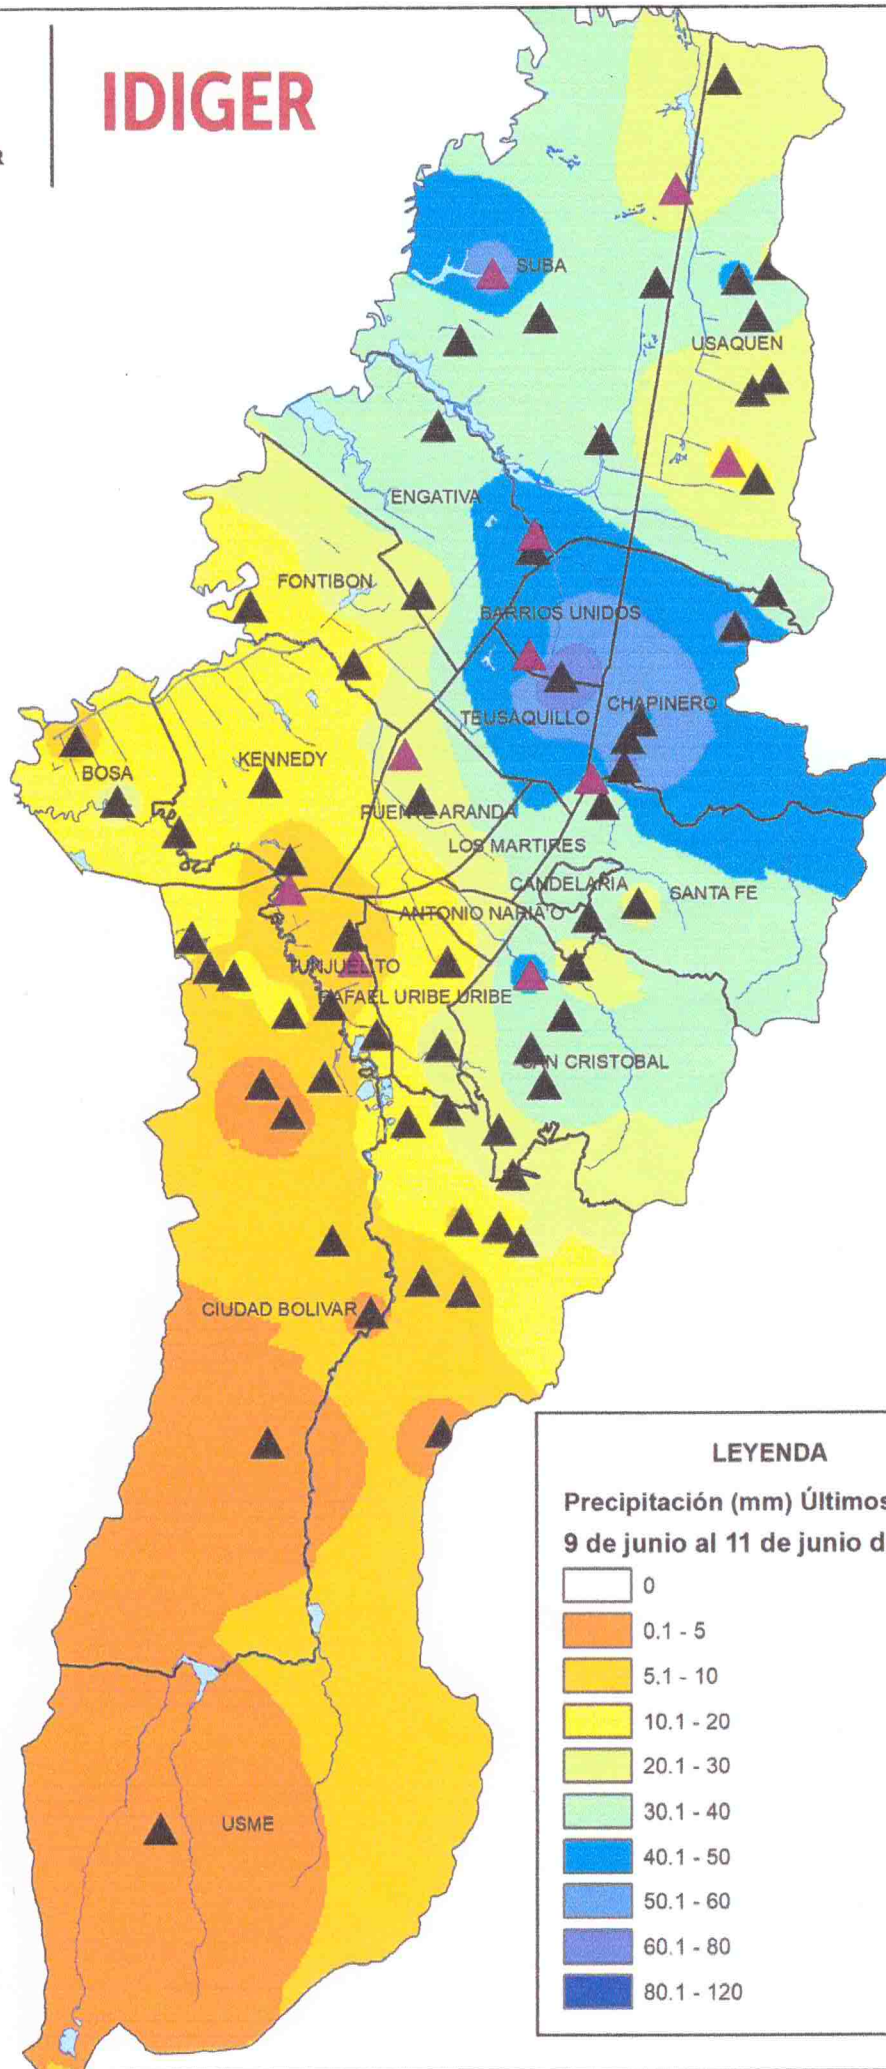 R
IDIGER
SUBA
USAQUEN
ENGATIVA
FONTIBON
BARRIOS UNIDOS
CHAPINERO
TEUSAQUILLO
KENNEDY
BOSA
PUENTE ARANDA
LOS MARTIRES
CANDELARIA
SANTA FE
ANTONIO NARIA'O
TUNJUELITO
RAFAEL URIBE URIBE
SAN CRISTOBAL
CIUDAD BOLIVAR
USME
LEYENDA
Precipitación (mm) Últimos
9 de junio al 11 de junio d
0
0.1 - 5
5.1 - 10
10.1 - 20
20.1 - 30
30.1 - 40
40.1 - 50
50.1 - 60
60.1 - 80
80.1 - 120